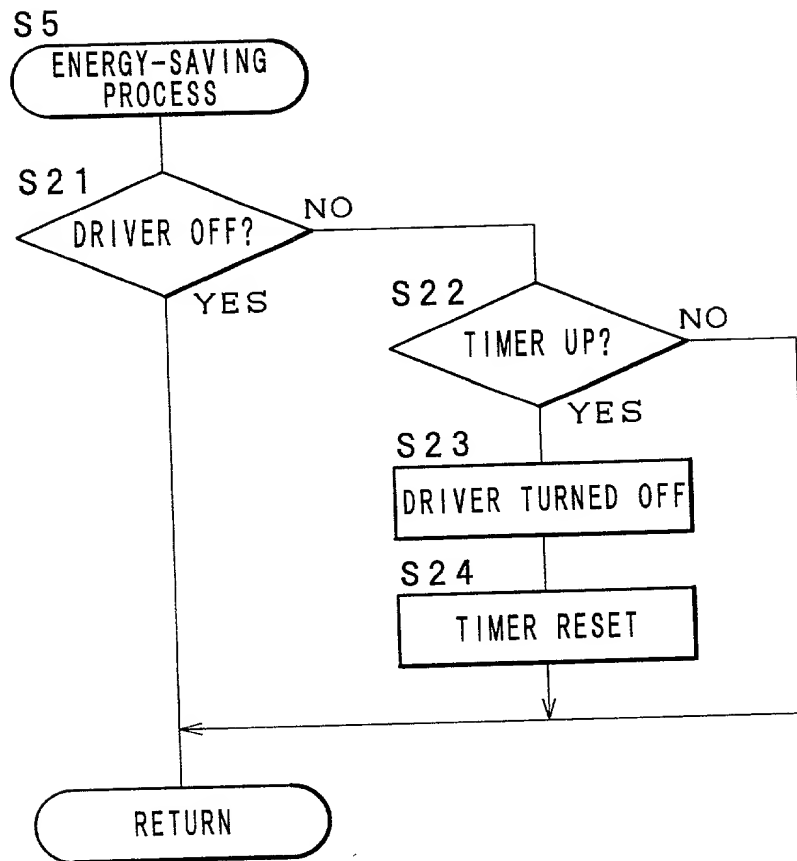 S5
ENERGY-SAVING
PROCESS
S21
DRIVER OFF?
NO
YES
S22
TIMER UP?
NO
YES
S23
DRIVER TURNED OFF
S24
TIMER RESET
RETURN